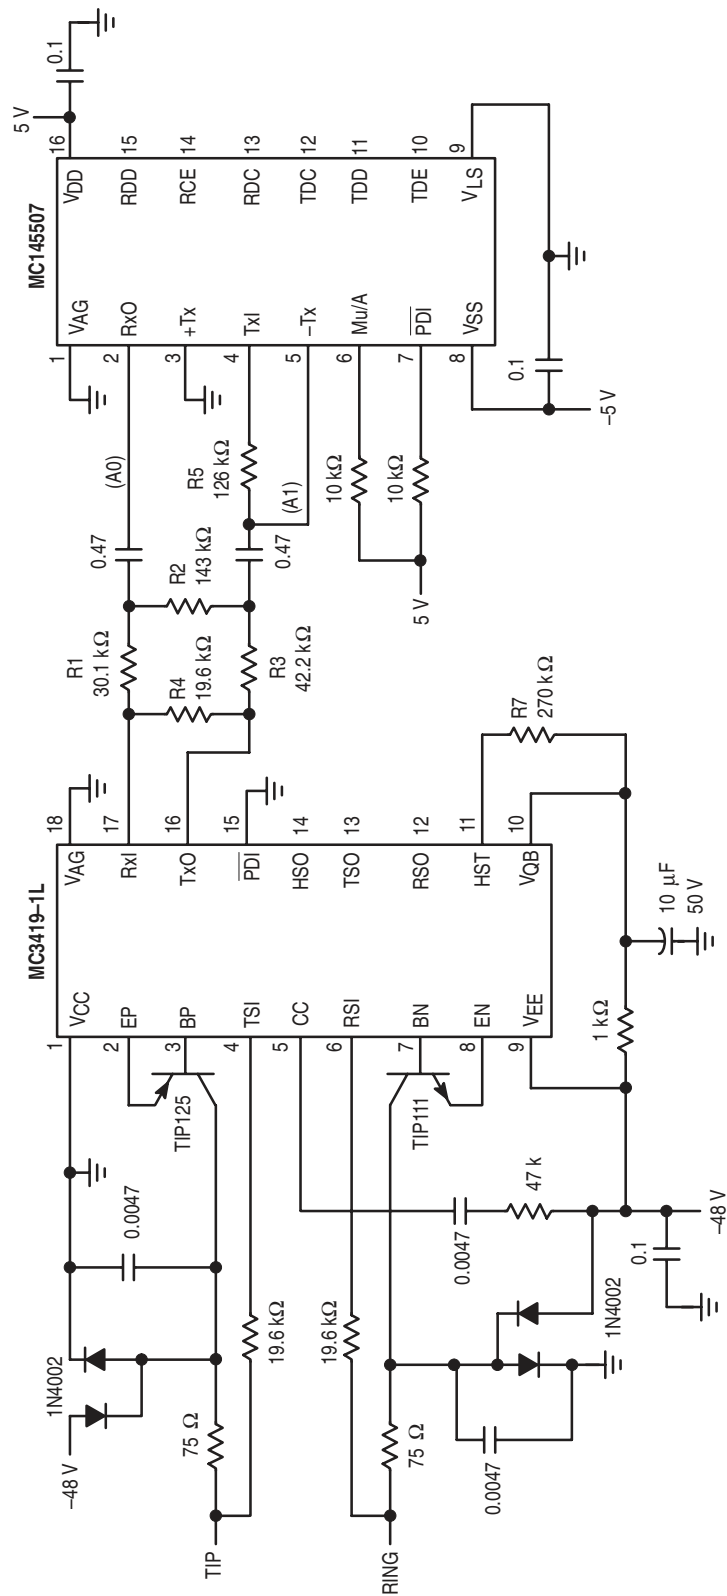 MC3419–1L
MC145507
TIP
RING
–48 V
1N4002
75 Ω
0.0047
19.6 kΩ
19.6 kΩ
75 Ω
0.0047
1N4002
0.1
–48 V
0.0047
47 k
TIP125
TIP111
1 kΩ
10 μF
50 V
1 VCC
2 EP
3 BP
4 TSI
5 CC
6 RSI
7 BN
8 EN
9 VEE
VAG 18
RxI 17
TxO 16
PDI 15
HSO 14
TSO 13
RSO 12
HST 11
VQB 10
R7
270 kΩ
R1
30.1 kΩ
R4
19.6 kΩ
R3
42.2 kΩ
R2
143 kΩ
0.47
0.47
(A0)
R5
126 kΩ
(A1)
10 kΩ
10 kΩ
5 V
1 VAG
2 RxO
3 +Tx
4 TxI
5 –Tx
6 Mu/A
7 PDI
8 VSS
VDD 16
RDD 15
RCE 14
RDC 13
TDC 12
TDD 11
TDE 10
VLS 9
5 V
0.1
0.1
–5 V